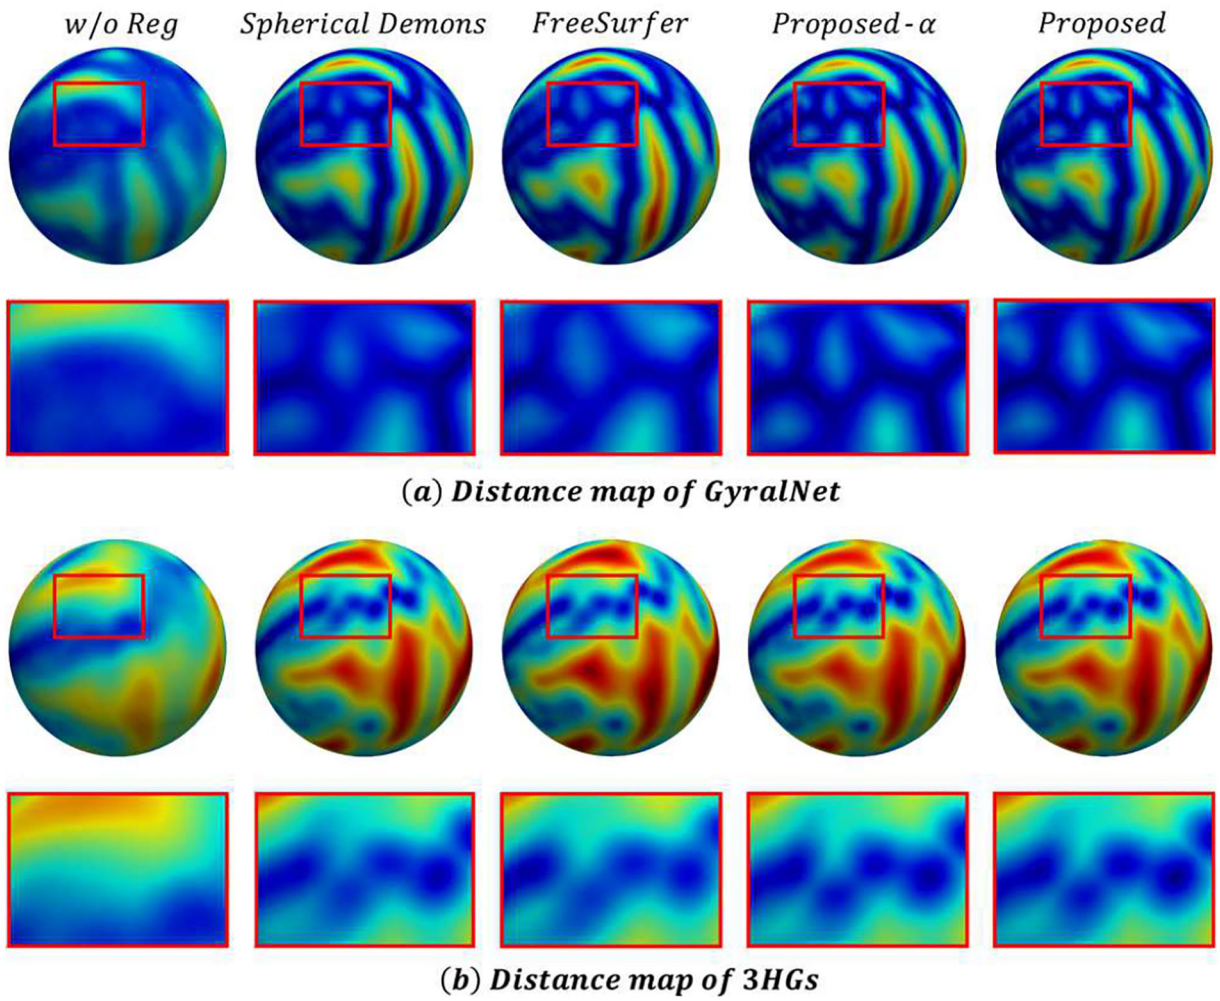 w/o Reg Spherical Demons FreeSurfer Proposed-α Proposed
(a) Distance map of GyralNet
(b) Distance map of 3HGs